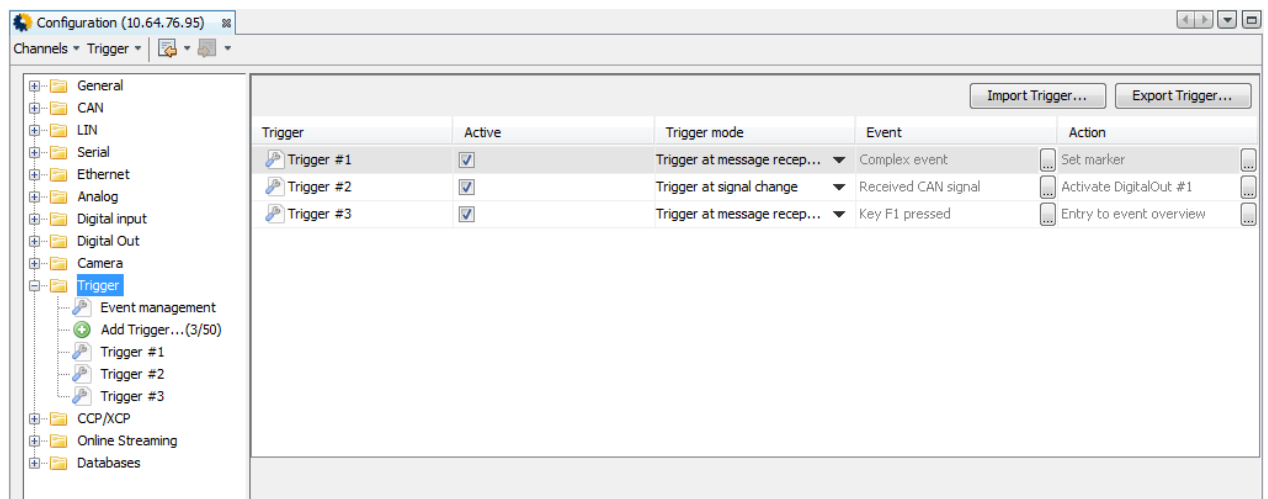 Configuration (10.64.76.95)
Channels Trigger
General
CAN
LIN
Serial
Ethernet
Analog
Digital input
Digital Out
Camera
Trigger
Event management
Add Trigger...(3/50)
Trigger #1
Trigger #2
Trigger #3
CCP/XCP
Online Streaming
Databases
Import Trigger... Export Trigger...
Trigger Active Trigger mode Event Action
Trigger #1 Trigger at message recep... Complex event ... Set marker ...
Trigger #2 Trigger at signal change Received CAN signal ... Activate DigitalOut #1 ...
Trigger #3 Trigger at message recep... Key F1 pressed ... Entry to event overview ...